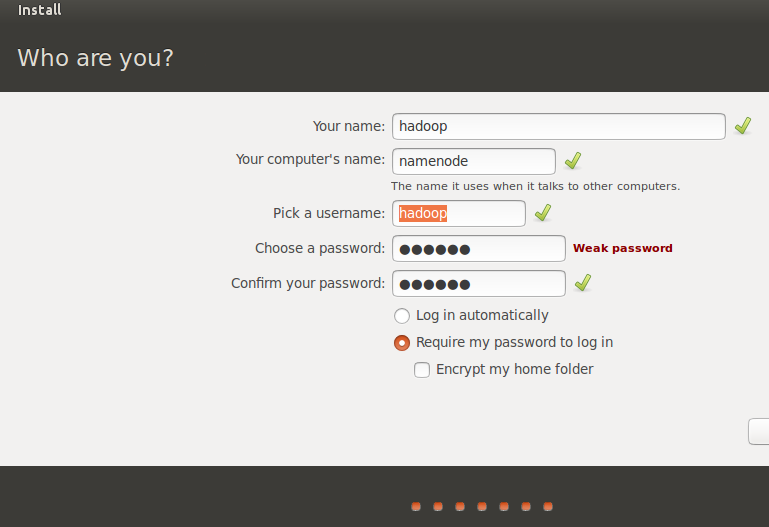 Install
Who are you?
Your name: hadoop
Your computer's name: namenode
The name it uses when it talks to other computers.
Pick a username: hadoop
Choose a password: ●●●●●● Weak password
Confirm your password: ●●●●●●
Log in automatically
Require my password to log in
Encrypt my home folder